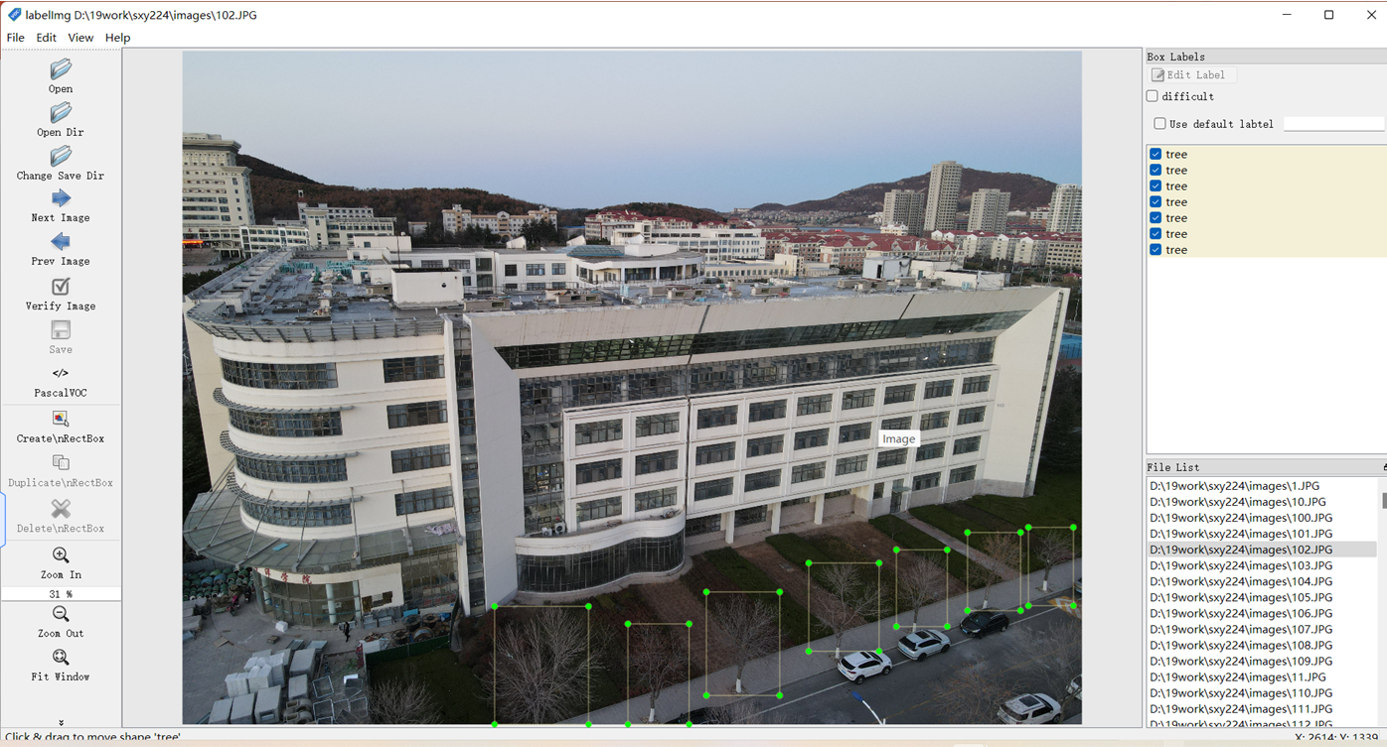 labelImg D:\19work\sxy224\images\102.JPG
File Edit View Help
Open
Open Dir
Change Save Dir
Next Image
Prev Image
Verify Image
Save
</>
PascalVOC
Create\nRectBox
Duplicate\nRectBox
Delete\nRectBox
Zoom In
31 %
Zoom Out
Fit Window
Image
学院
Box Labels
Edit Label
difficult
Use default labtel
tree
tree
tree
tree
tree
tree
tree
File List
D:\19work\sxy224\images\1.JPG
D:\19work\sxy224\images\10.JPG
D:\19work\sxy224\images\100.JPG
D:\19work\sxy224\images\101.JPG
D:\19work\sxy224\images\102.JPG
D:\19work\sxy224\images\103.JPG
D:\19work\sxy224\images\104.JPG
D:\19work\sxy224\images\105.JPG
D:\19work\sxy224\images\106.JPG
D:\19work\sxy224\images\107.JPG
D:\19work\sxy224\images\108.JPG
D:\19work\sxy224\images\109.JPG
D:\19work\sxy224\images\11.JPG
D:\19work\sxy224\images\110.JPG
D:\19work\sxy224\images\111.JPG
D:\19work\sxy224\images\112.JPG
Click & drag to move shape 'tree'
X: 2614; Y: 1339